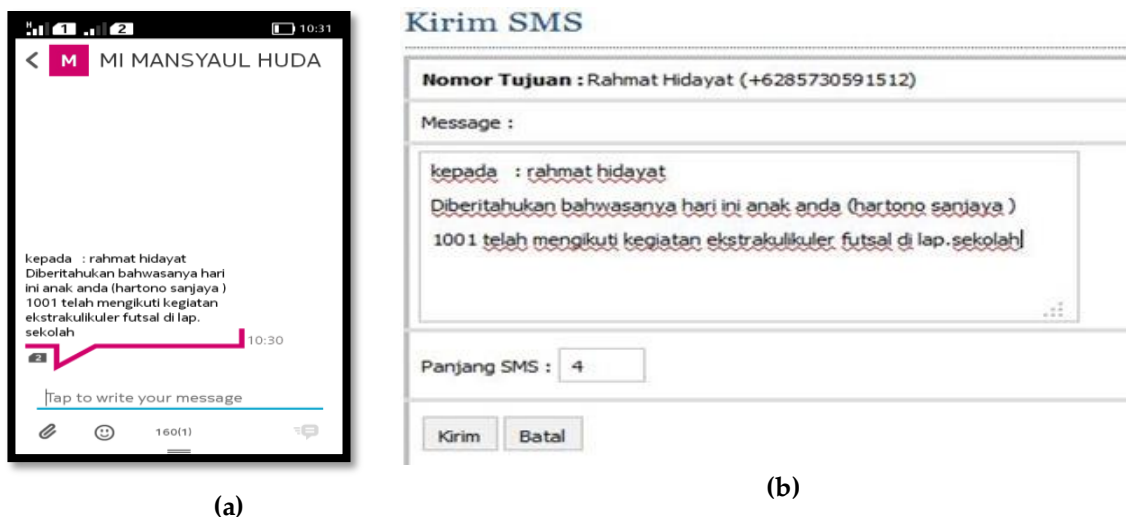 H 1 2 10:31
< M MI MANSYAUL HUDA
kepada : rahmat hidayat
Diberitahukan bahwasanya hari
ini anak anda (hartono sanjaya )
1001 telah mengikuti kegiatan
ekstrakulikuler futsal di lap.
sekolah
10:30
2
Tap to write your message
160(1)
(a)
Kirim SMS
Nomor Tujuan : Rahmat Hidayat (+6285730591512)
Message :
kepada : rahmat hidayat
Diberitahukan bahwasanya hari ini anak anda (hartono sanjaya )
1001 telah mengikuti kegiatan ekstrakulikuler futsal di lap.sekolah
Panjang SMS : 4
Kirim Batal
(b)